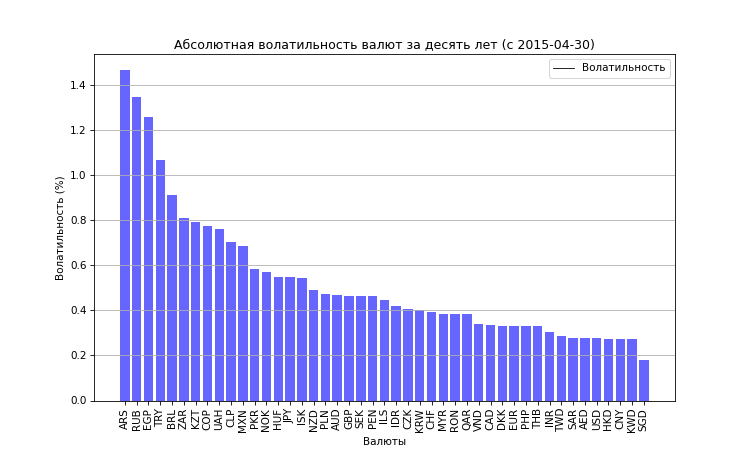 Абсолютная волатильность валют за десять лет (с 2015-04-30)
Волатильность
Волатильность (%)
1.4
1.2
1.0
0.8
0.6
0.4
0.2
0.0
ARS RUB EGP TRY BRL ZAR KZT COP UAH CLP MXN PKR NOK HUF JPY ISK NZD PLN AUD GBP SEK PEN ILS IDR CZK KRW CHF MYR RON QAR VND CAD DKK EUR PHP THB INR TWD SAR AED USD HKD CNY KWD SGD
Валюты